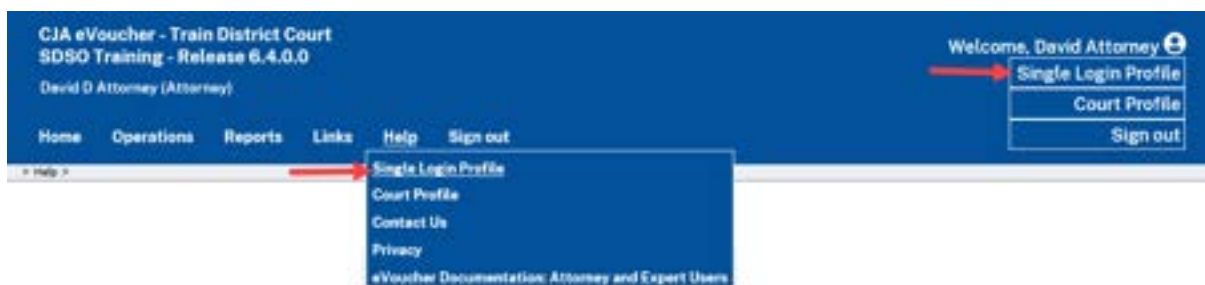 CJA eVoucher - Train District Court
SDSO Training - Release 6.4.0.0
David D Attorney (Attorney)
Welcome, David Attorney
Single Login Profile
Court Profile
Sign out
Home Operations Reports Links Help Sign out
> Help >
Single Login Profile
Court Profile
Contact Us
Privacy
eVoucher Documentation: Attorney and Expert Users